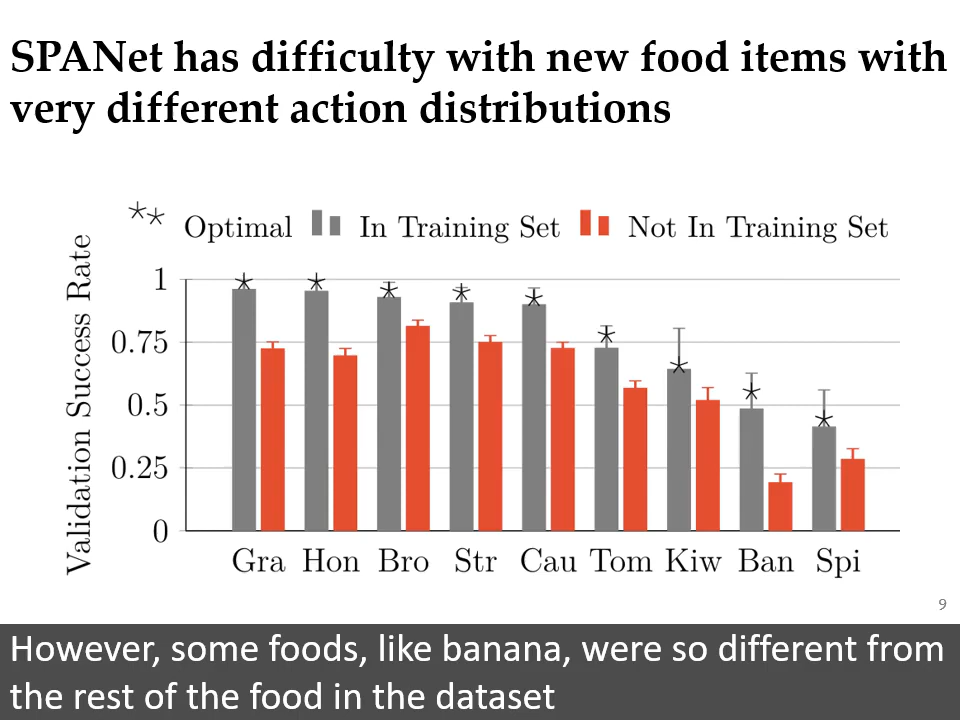 SPANet has difficulty with new food items with
very different action distributions
Optimal In Training Set Not In Training Set
Validation Success Rate
1
0.75
0.5
0.25
0
Gra Hon Bro Str Cau Tom Kiw Ban Spi
9
However, some foods, like banana, were so different from
the rest of the food in the dataset